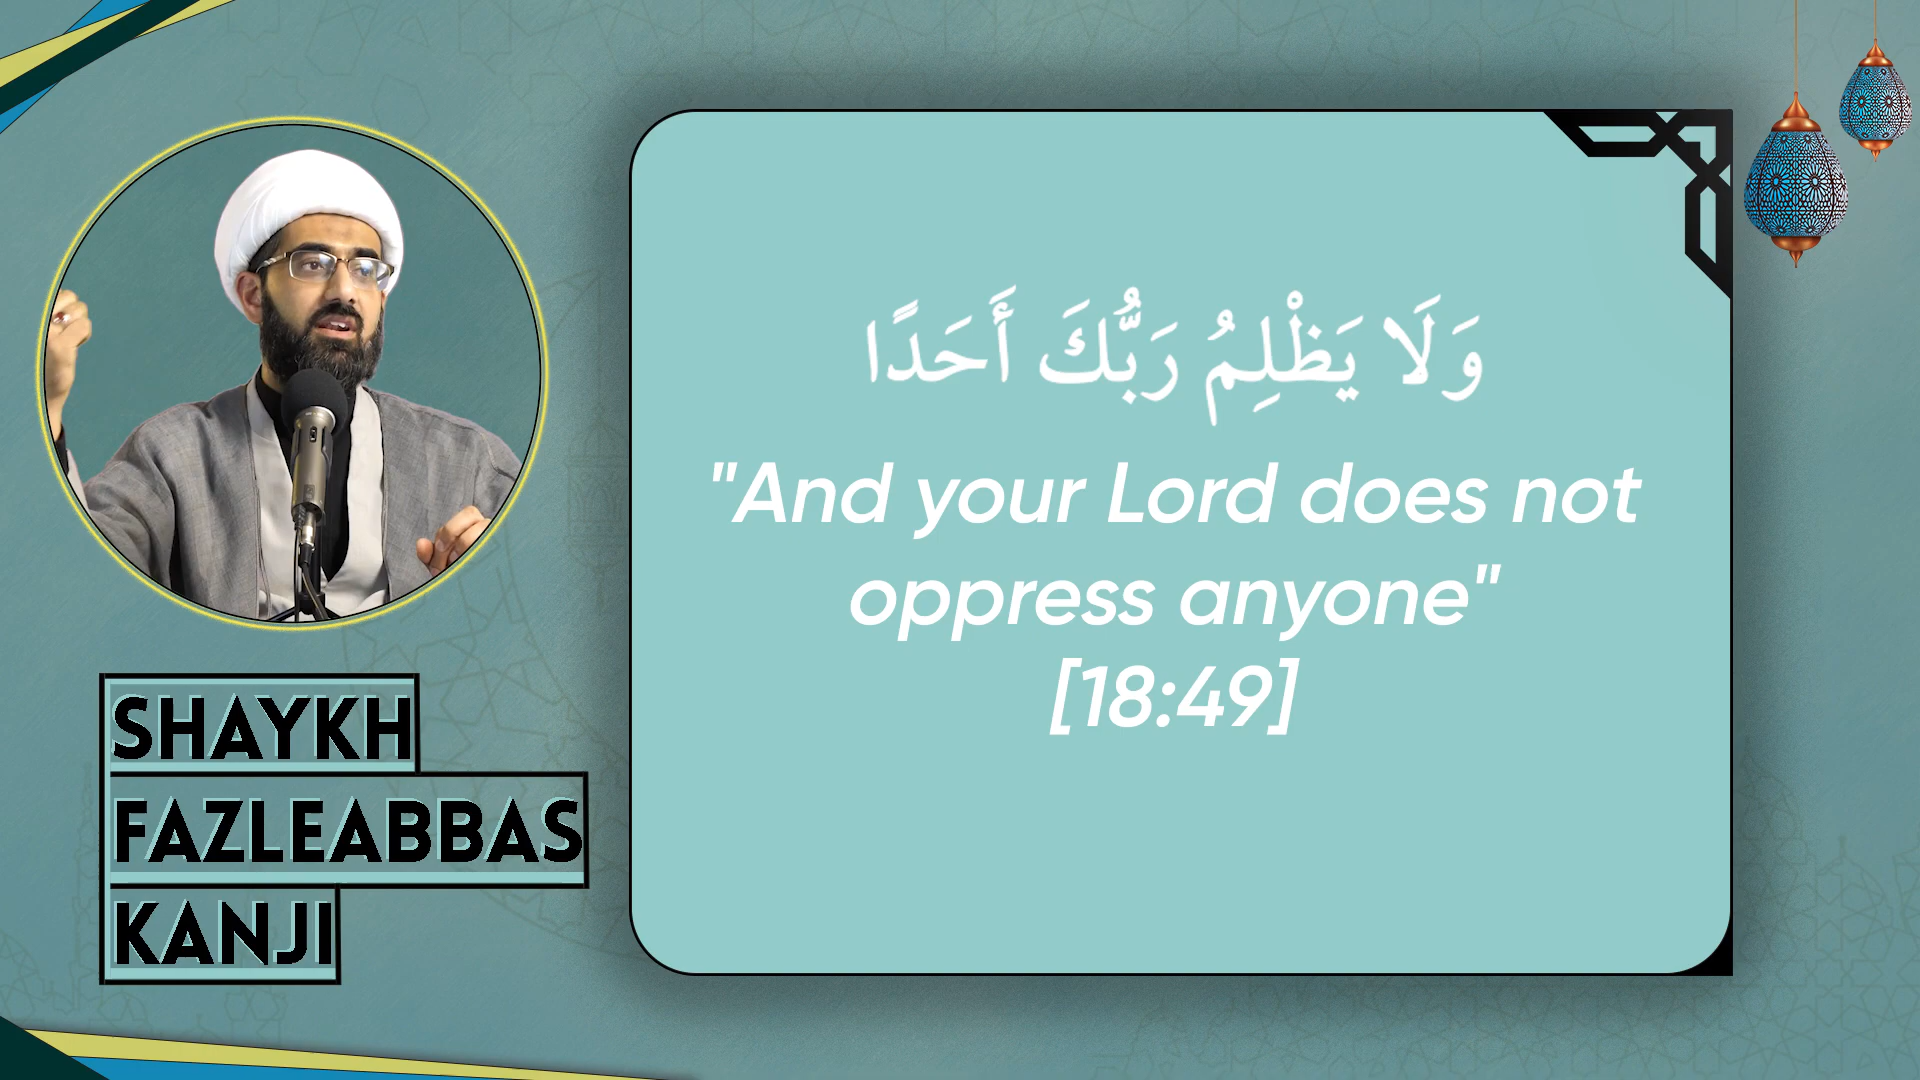 SHAYKH
FAZLEABBAS
KANJI
وَلَا يَظْلِمُ رَبُّكَ أَحَدًا
"And your Lord does not
oppress anyone"
[18:49]